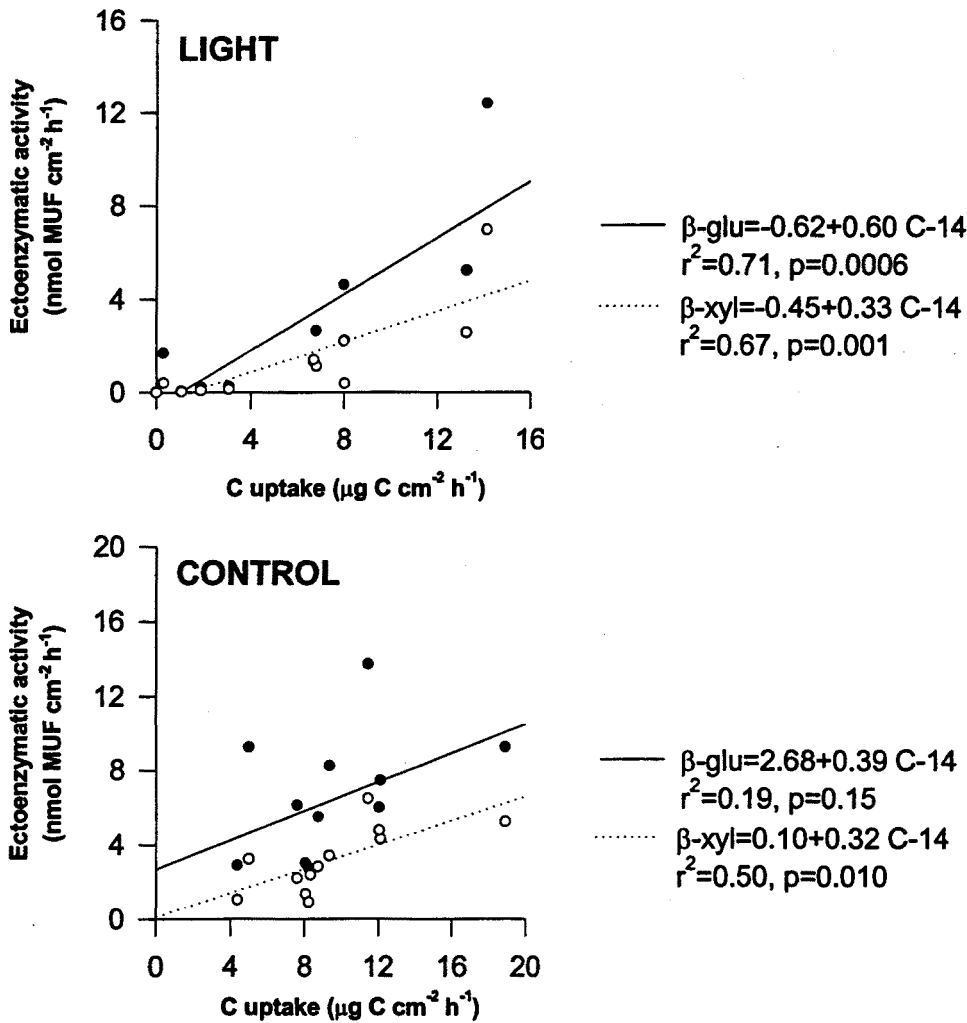 LIGHT
16
12
8
4
0
Ectoenzymatic activity
(nmol MUF cm⁻² h⁻¹)
0 4 8 12 16
C uptake (µg C cm⁻² h⁻¹)
β-glu=-0.62+0.60 C-14
r²=0.71, p=0.0006
β-xyl=-0.45+0.33 C-14
r²=0.67, p=0.001
CONTROL
20
16
12
8
4
0
Ectoenzymatic activity
(nmol MUF cm⁻² h⁻¹)
0 4 8 12 16 20
C uptake (µg C cm⁻² h⁻¹)
β-glu=2.68+0.39 C-14
r²=0.19, p=0.15
β-xyl=0.10+0.32 C-14
r²=0.50, p=0.010